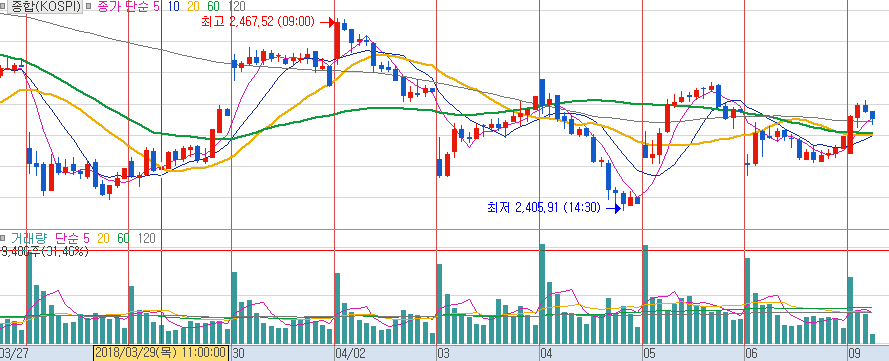 종합(KOSPI) 종가 단순 5 10 20 60 120
최고 2,467.52 (09:00)
최저 2,405.91 (14:30)
거래량 단순 5 20 60 120
9,486주(31.46%)
03/27 2018/03/29(목) 11:00:00 30 04/02 03 04 05 06 09